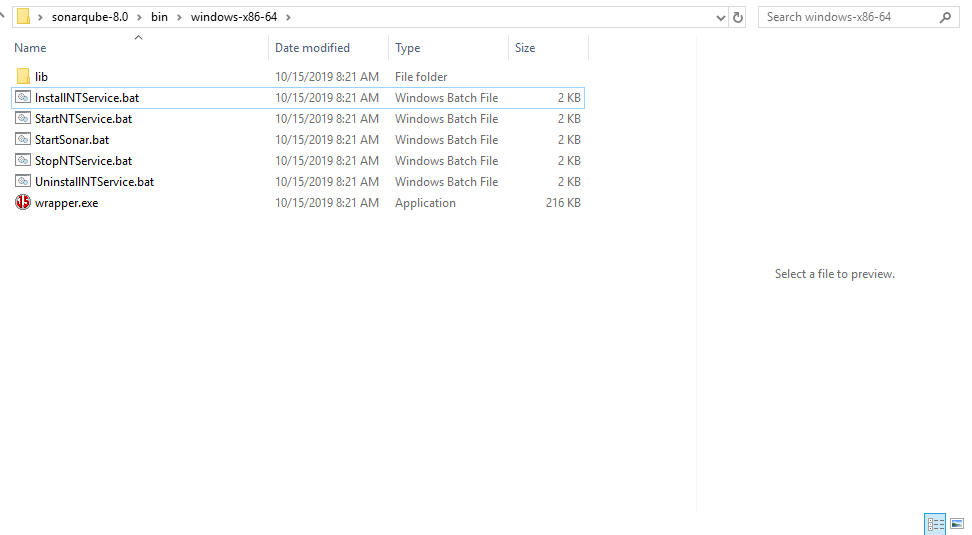 sonarqube-8.0 > bin > windows-x86-64 > Search windows-x86-64
Name Date modified Type Size
lib 10/15/2019 8:21 AM File folder
InstallNTService.bat 10/15/2019 8:21 AM Windows Batch File 2 KB
StartNTService.bat 10/15/2019 8:21 AM Windows Batch File 2 KB
StartSonar.bat 10/15/2019 8:21 AM Windows Batch File 2 KB
StopNTService.bat 10/15/2019 8:21 AM Windows Batch File 2 KB
UninstallNTService.bat 10/15/2019 8:21 AM Windows Batch File 2 KB
wrapper.exe 10/15/2019 8:21 AM Application 216 KB
Select a file to preview.